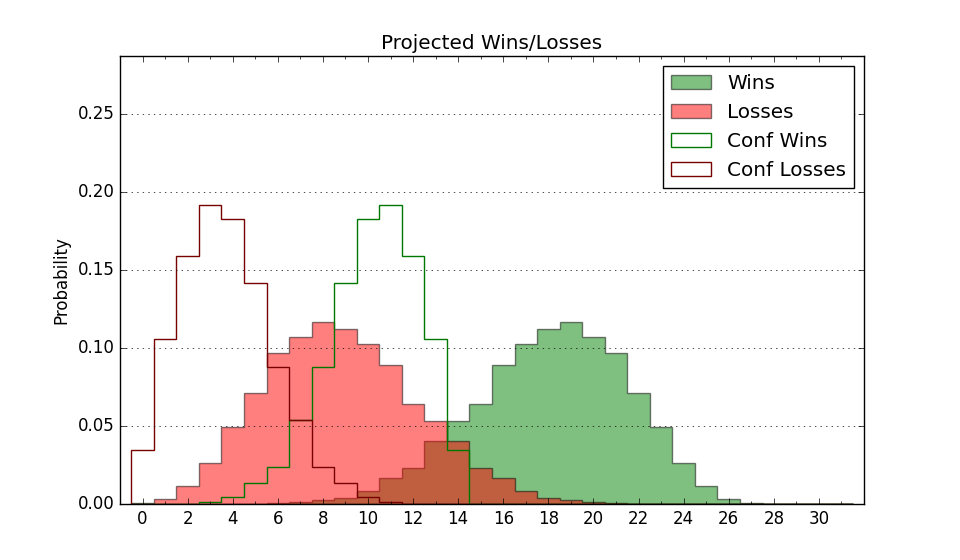 Projected Wins/Losses
Wins
Losses
Conf Wins
Conf Losses
Probability
0.25
0.20
0.15
0.10
0.05
0.00
0 2 4 6 8 10 12 14 16 18 20 22 24 26 28 30